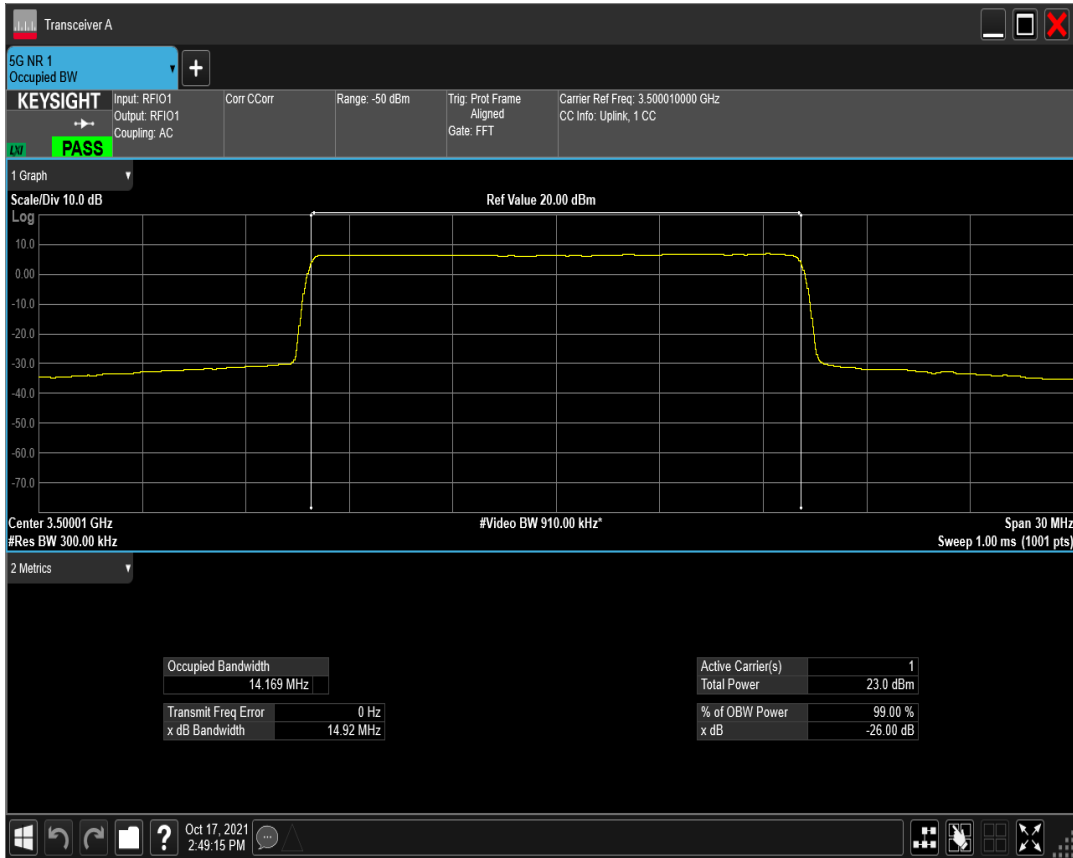 Transceiver A
5G NR 1
Occupied BW
KEYSIGHT
LXI
PASS
Input: RFIO1
Output: RFIO1
Coupling: AC
Corr CCorr
Range: -50 dBm
Trig: Prot Frame
Aligned
Gate: FFT
Carrier Ref Freq: 3.500010000 GHz
CC Info: Uplink, 1 CC
1 Graph
Scale/Div 10.0 dB
Ref Value 20.00 dBm
Log
10.0
0.00
-10.0
-20.0
-30.0
-40.0
-50.0
-60.0
-70.0
Center 3.50001 GHz
#Video BW 910.00 kHz*
Span 30 MHz
#Res BW 300.00 kHz
Sweep 1.00 ms (1001 pts)
2 Metrics
Occupied Bandwidth
14.169 MHz
Transmit Freq Error 0 Hz
x dB Bandwidth 14.92 MHz
Active Carrier(s) 1
Total Power 23.0 dBm
% of OBW Power 99.00 %
x dB -26.00 dB
?
Oct 17, 2021
2:49:15 PM